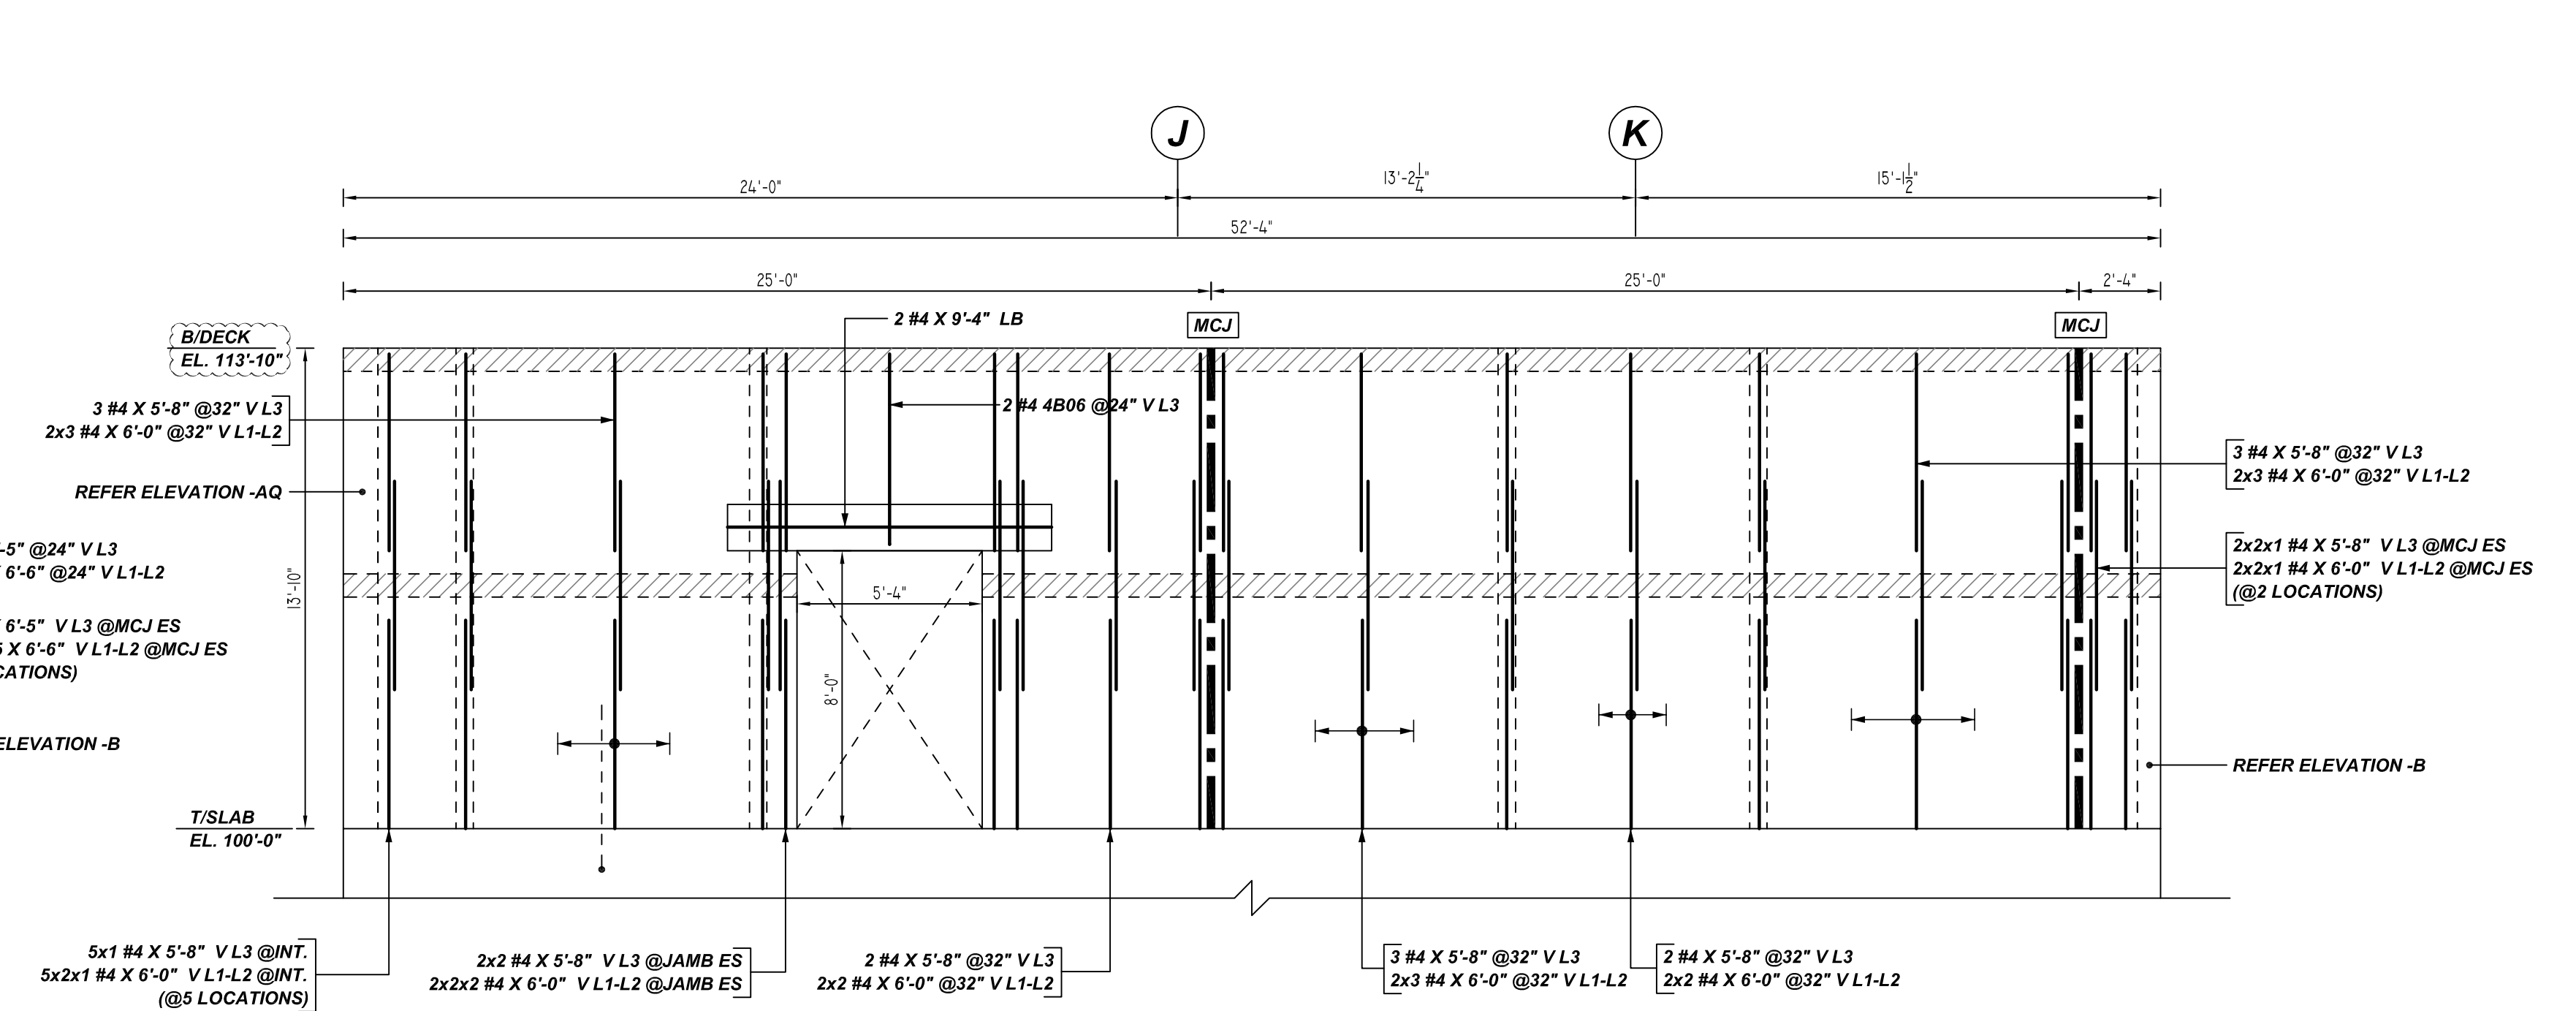 J
K
24'-0"
13'-2 1/4"
15'-1 1/2"
52'-4"
25'-0"
25'-0"
2'-4"
2 #4 X 9'-4" LB
MCJ
MCJ
B/DECK
EL. 113'-10"
3 #4 X 5'-8" @32" V L3
2x3 #4 X 6'-0" @32" V L1-L2
2 #4 4B06 @24" V L3
3 #4 X 5'-8" @32" V L3
2x3 #4 X 6'-0" @32" V L1-L2
REFER ELEVATION -AQ
-5" @24" V L3
6'-6" @24" V L1-L2
2x2x1 #4 X 5'-8" V L3 @MCJ ES
2x2x1 #4 X 6'-0" V L1-L2 @MCJ ES
(@2 LOCATIONS)
13'-10"
5'-4"
8'-0"
6'-5" V L3 @MCJ ES
X 6'-6" V L1-L2 @MCJ ES
CATIONS)
ELEVATION -B
REFER ELEVATION -B
T/SLAB
EL. 100'-0"
5x1 #4 X 5'-8" V L3 @INT.
5x2x1 #4 X 6'-0" V L1-L2 @INT.
(@5 LOCATIONS)
2x2 #4 X 5'-8" V L3 @JAMB ES
2x2x2 #4 X 6'-0" V L1-L2 @JAMB ES
2 #4 X 5'-8" @32" V L3
2x2 #4 X 6'-0" @32" V L1-L2
3 #4 X 5'-8" @32" V L3
2x3 #4 X 6'-0" @32" V L1-L2
2 #4 X 5'-8" @32" V L3
2x2 #4 X 6'-0" @32" V L1-L2